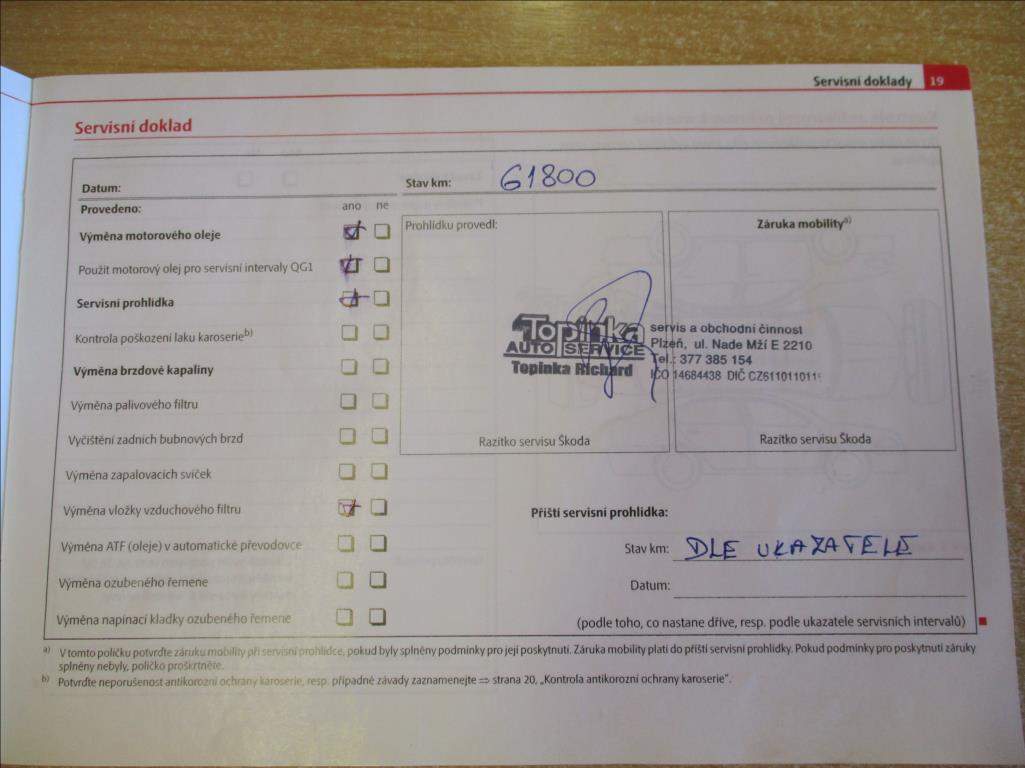 Servisní doklady 19
Servisní doklad
Datum:
Stav km: 61800
Provedeno:
ano ne
Výměna motorového oleje
Použit motorový olej pro servisní intervaly QG1
Servisní prohlídka
Kontrola poškození laku karoserie b)
Výměna brzdové kapaliny
Výměna palivového filtru
Vyčištění zadních bubnových brzd
Výměna zapalovacích svíček
Výměna vložky vzduchového filtru
Výměna ATF (oleje) v automatické převodovce
Výměna ozubeného řemene
Výměna napínací kladky ozubeného řemene
Prohlídku provedl:
Záruka mobility a)
Topinka
AUTO SERVICE
Topinka Richard
servis a obchodní činnost
Plzeň, ul. Nade Mží E 2210
Tel.: 377 385 154
IČO 14684438 DIČ
Razítko servisu Škoda
Razítko servisu Škoda
Příští servisní prohlídka:
Stav km: DLE UKAZATELE
Datum:
(podle toho, co nastane dříve, resp. podle ukazatele servisních intervalů)
a) V tomto políčku potvrďte záruku mobility při servisní prohlídce, pokud byly splněny podmínky pro její poskytnutí. Záruka mobility platí do příští servisní prohlídky. Pokud podmínky pro poskytnutí záruky
splněny nebyly, políčko proškrtněte.
b) Potvrďte neporušenost antikorozní ochrany karoserie, resp. případné závady zaznamenejte ⇒ strana 20, „Kontrola antikorozní ochrany karoserie“.